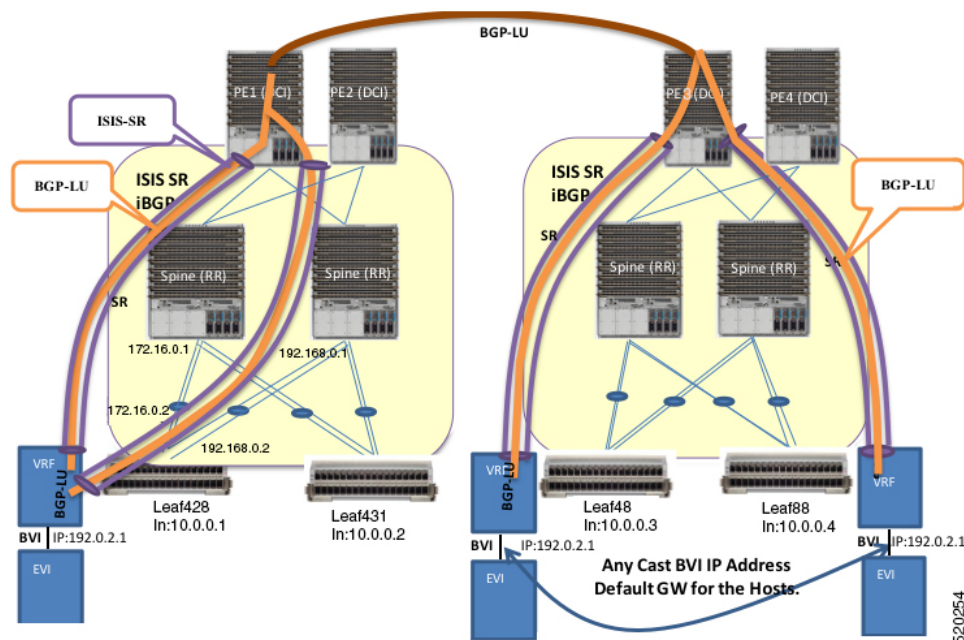 BGP-LU
PE1 (DCI)
PE2 (DCI)
PE3 (DCI)
PE4 (DCI)
ISIS-SR
BGP-LU
ISIS SR
iBGP
SR
Spine (RR)
Spine (RR)
172.16.0.1
192.168.0.1
172.16.0.2
192.168.0.2
VRF
BGP-LU
Leaf428
In:10.0.0.1
Leaf431
In:10.0.0.2
BVI
IP:192.0.2.1
EVI
ISIS SR
iBGP
SR
BGP-LU
SR
Spine (RR)
Spine (RR)
VRF
BGP-LU
Leaf48
In:10.0.0.3
Leaf88
In:10.0.0.4
VRF
BVI
IP:192.0.2.1
EVI
Any Cast BVI IP Address
Default GW for the Hosts.
BVI
IP:192.0.2.1
EVI
520254